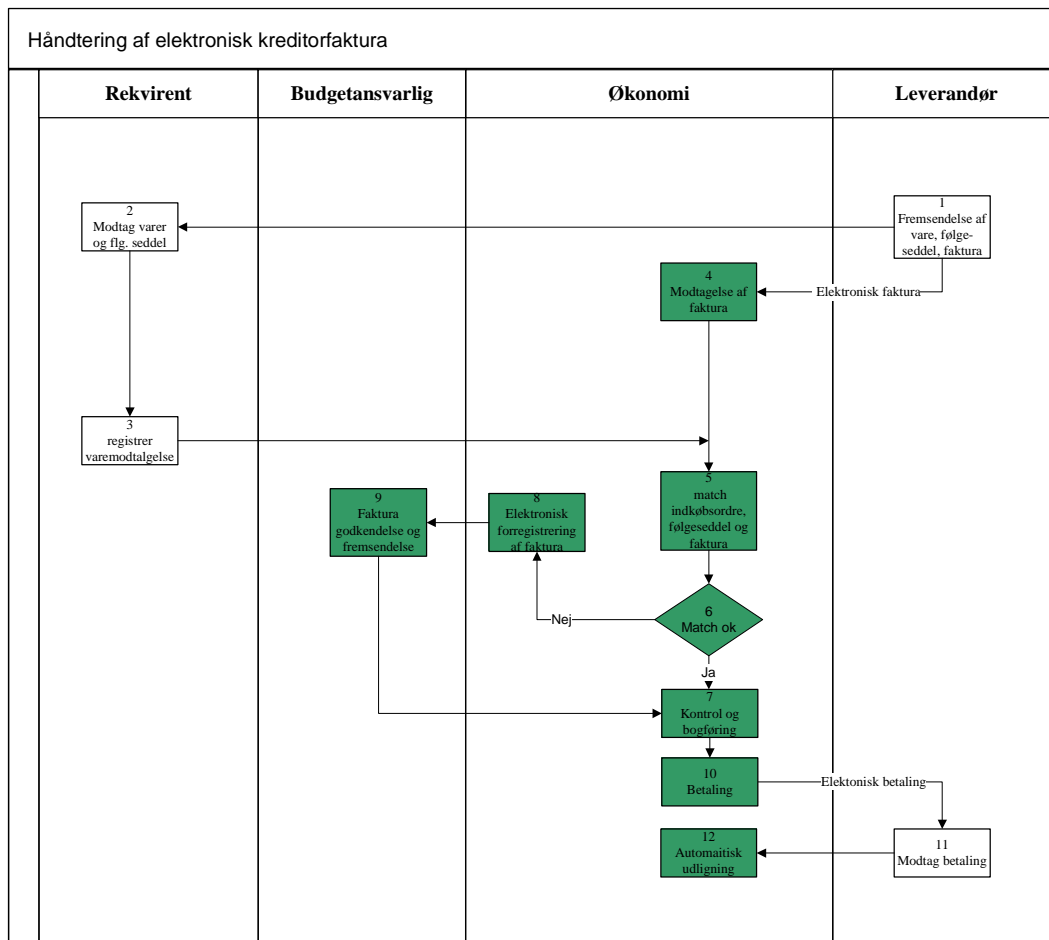 Håndtering af elektronisk kreditorfaktura
Rekvirent
Budgetansvarlig
Økonomi
Leverandør
1
Fremsendelse af
vare, følge-
seddel, faktura
2
Modtag varer
og flg. seddel
4
Modtagelse af
faktura
Elektronisk faktura
3
registrer
varemodtalgelse
5
match
indkøbsordre,
følgeseddel og
faktura
9
Faktura
godkendelse og
fremsendelse
8
Elektronisk
forregistrering
af faktura
6
Match ok
Nej
Ja
7
Kontrol og
bogføring
10
Betaling
Elektonisk betaling
11
Modtag betaling
12
Automaitisk
udligning